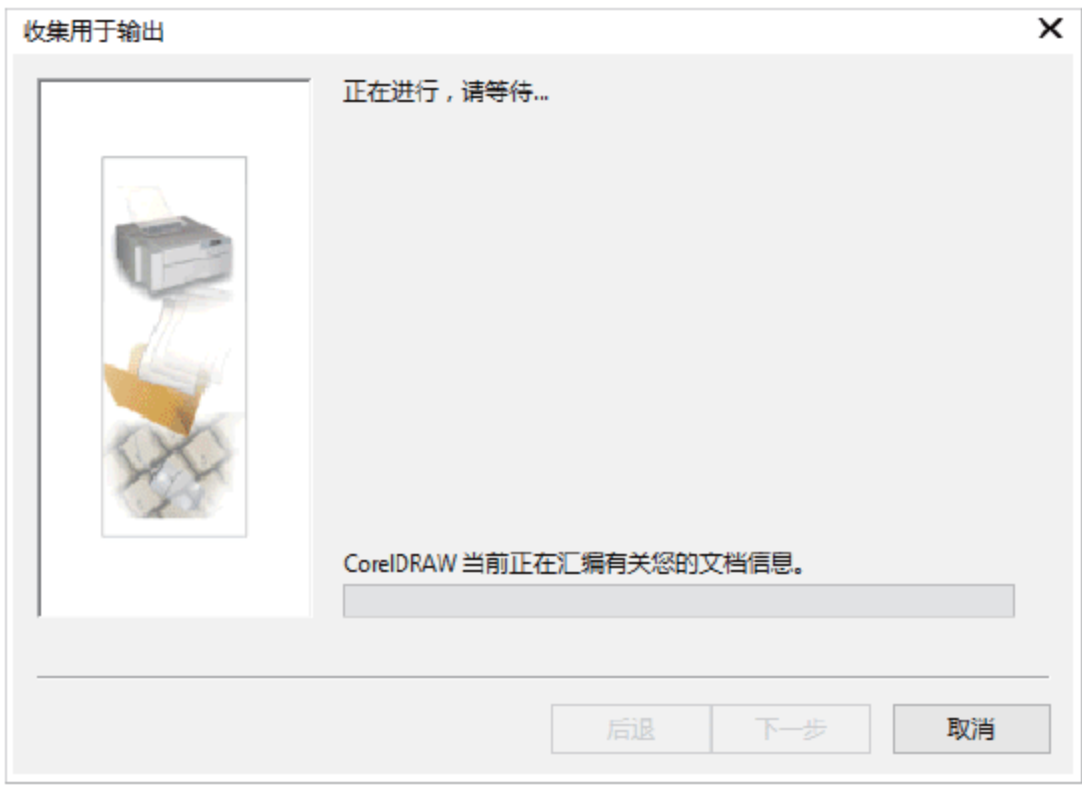 收集用于输出
正在进行，请等待...
CorelDRAW 当前正在汇编有关您的文档信息。
后退
下一步
取消